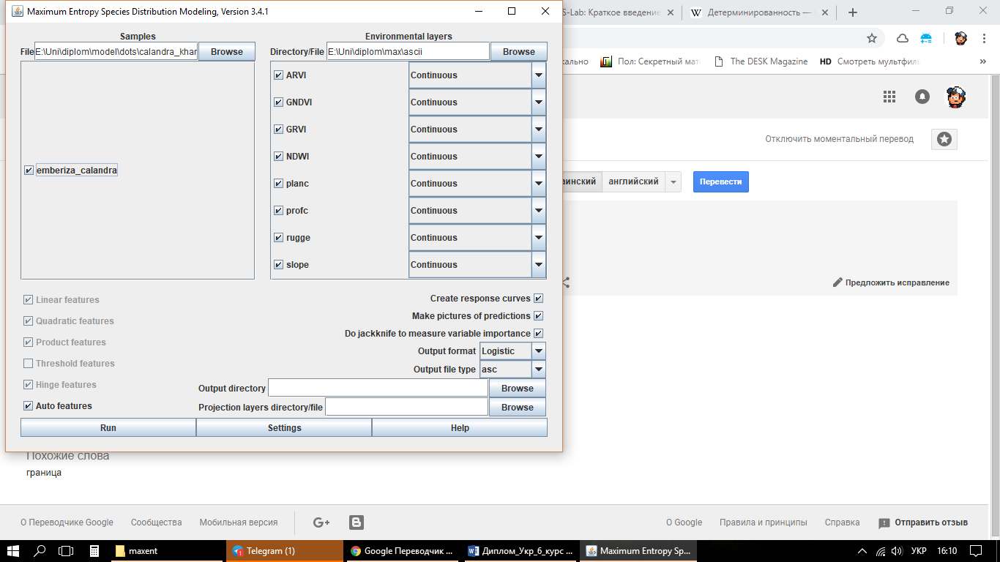 Maximum Entropy Species Distribution Modeling, Version 3.4.1
S-Lab: Краткое введение
Детерминированность —
Samples
Environmental layers
File E:\Uni\diplom\model\dots\calandra_khar Browse
Directory/File E:\Uni\diplom\max\ascii Browse
Пол: Секретный мат
The DESK Magazine
HD Смотреть мультфиль
»
ARVI Continuous
GNDVI Continuous
GRVI Continuous
NDWI Continuous
planc Continuous
profc Continuous
rugge Continuous
slope Continuous
emberiza_calandra
Отключить моментальный перевод
английский
Перевести
Предложить исправление
Linear features
Quadratic features
Product features
Threshold features
Hinge features
Auto features
Create response curves
Make pictures of predictions
Do jackknife to measure variable importance
Output format Logistic
Output file type asc
Output directory Browse
Projection layers directory/file Browse
Run Settings Help
Похожие слова
граница
О Переводчике Google Сообщества Мобильная версия G+ B О Google Правила и принципы Справка Отправить отзыв
maxent
Telegram (1)
Google Переводчик ...
Диплом_Укр_6_курс ...
Maximum Entropy Sp...
УКР 16:10